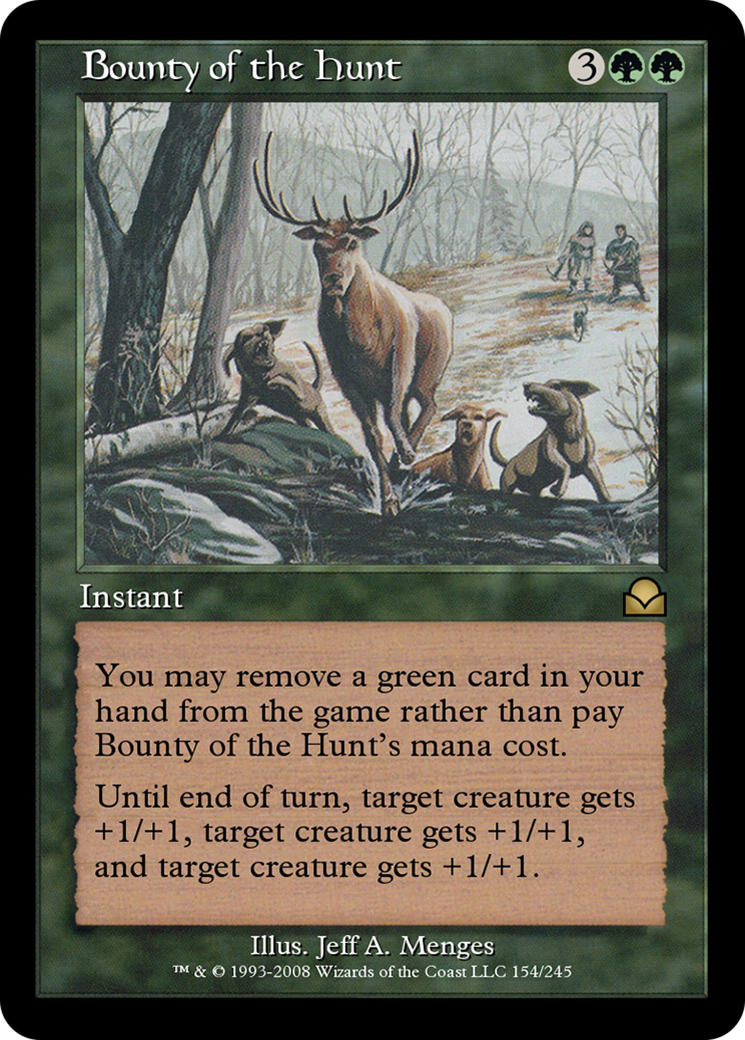 Bounty of the Hunt 3
Instant
You may remove a green card in your
hand from the game rather than pay
Bounty of the Hunt's mana cost.
Until end of turn, target creature gets
+1/+1, target creature gets +1/+1,
and target creature gets +1/+1.
Illus. Jeff A. Menges
™ & © 1993-2008 Wizards of the Coast LLC 154/245